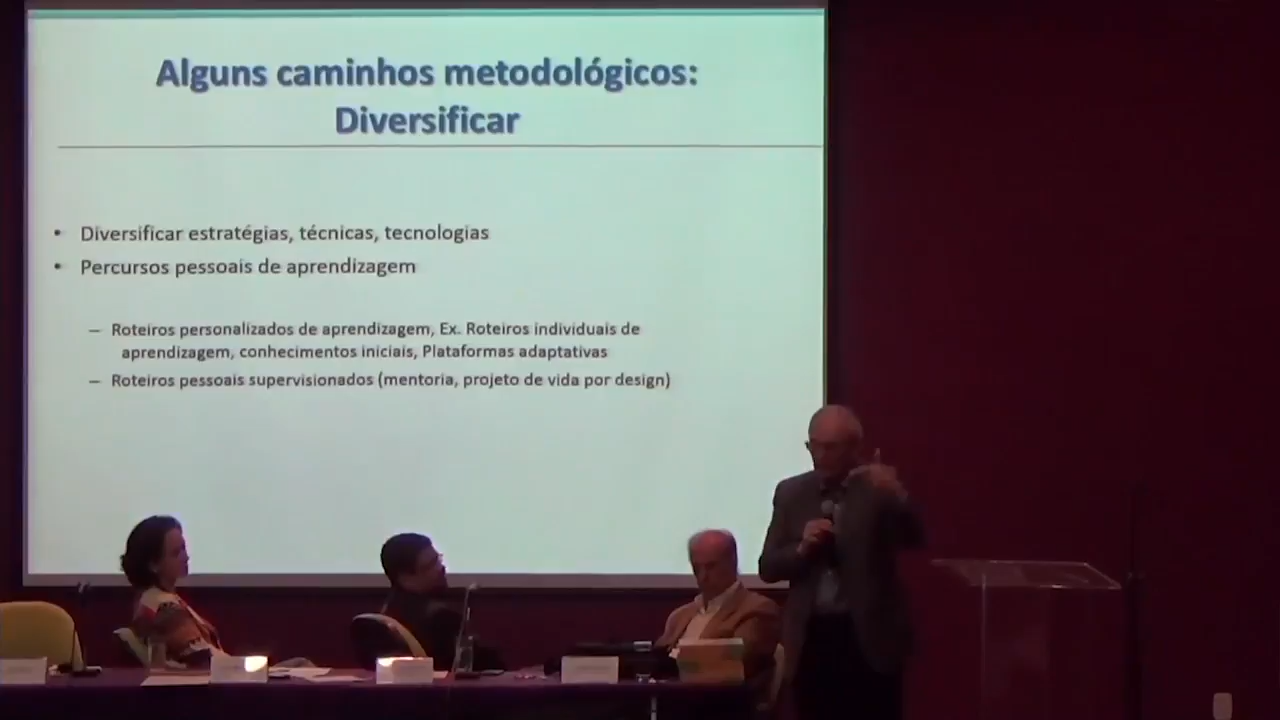 Alguns caminhos metodológicos:
Diversificar
• Diversificar estratégias, técnicas, tecnologias
• Percursos pessoais de aprendizagem
– Roteiros personalizados de aprendizagem, Ex. Roteiros individuais de
aprendizagem, conhecimentos iniciais, Plataformas adaptativas
– Roteiros pessoais supervisionados (mentoria, projeto de vida por design)